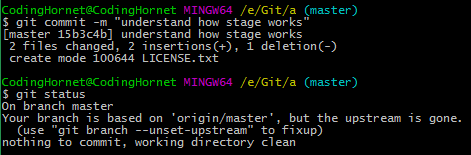 CodingHornet@CodingHornet MINGW64 /e/Git/a (master)
$ git commit -m "understand how stage works"
[master 15b3c4b] understand how stage works
 2 files changed, 2 insertions(+), 1 deletion(-)
 create mode 100644 LICENSE.txt

CodingHornet@CodingHornet MINGW64 /e/Git/a (master)
$ git status
On branch master
Your branch is based on 'origin/master', but the upstream is gone.
  (use "git branch --unset-upstream" to fixup)
nothing to commit, working directory clean